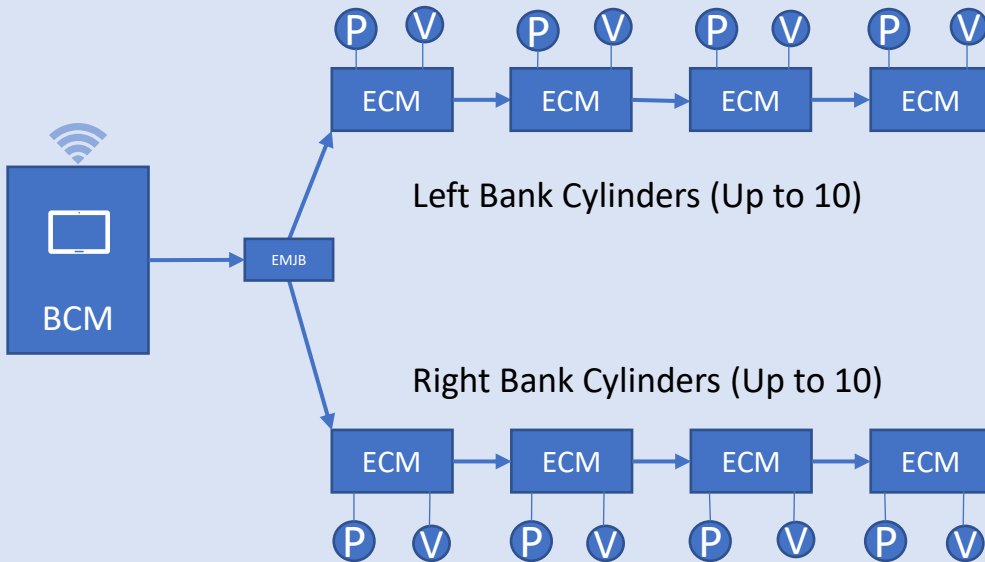 P V P V P V P V
ECM ECM ECM ECM
Left Bank Cylinders (Up to 10)
EMJB
BCM
Right Bank Cylinders (Up to 10)
ECM ECM ECM ECM
P V P V P V P V